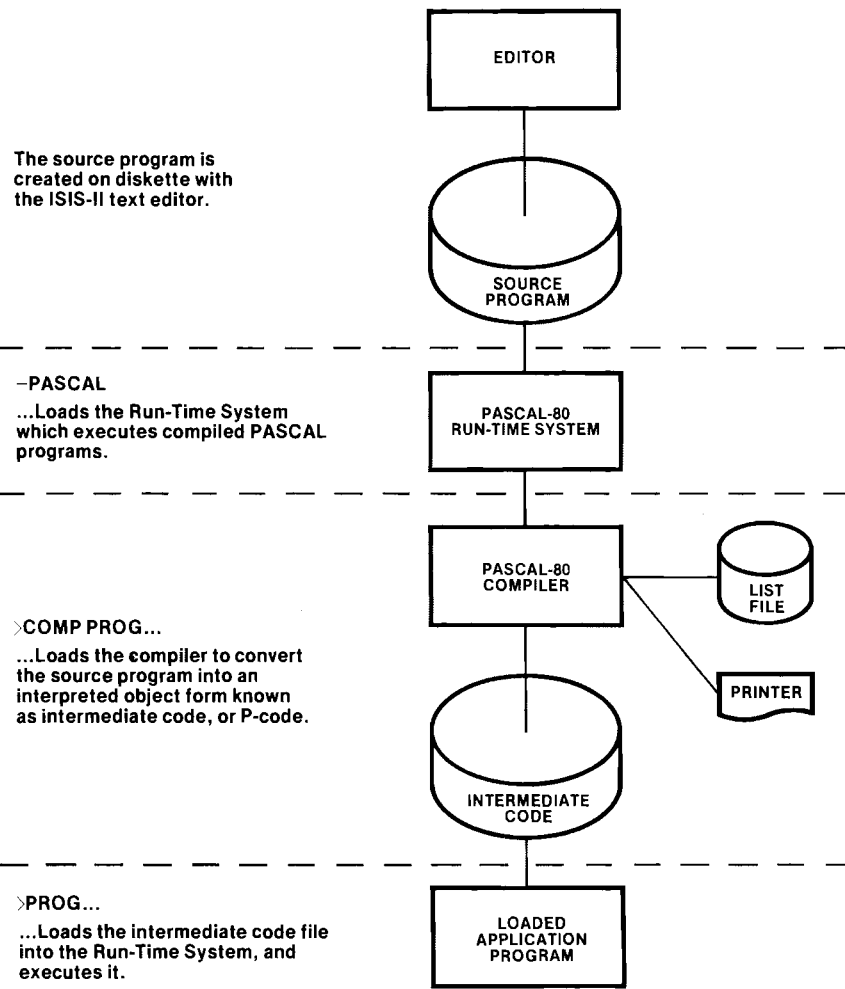 EDITOR
The source program is
created on diskette with
the ISIS-II text editor.
SOURCE
PROGRAM
–PASCAL
...Loads the Run-Time System
which executes compiled PASCAL
programs.
PASCAL-80
RUN-TIME SYSTEM
PASCAL-80
COMPILER
LIST
FILE
>COMP PROG...
...Loads the compiler to convert
the source program into an
interpreted object form known
as intermediate code, or P-code.
PRINTER
INTERMEDIATE
CODE
>PROG...
...Loads the intermediate code file
into the Run-Time System, and
executes it.
LOADED
APPLICATION
PROGRAM